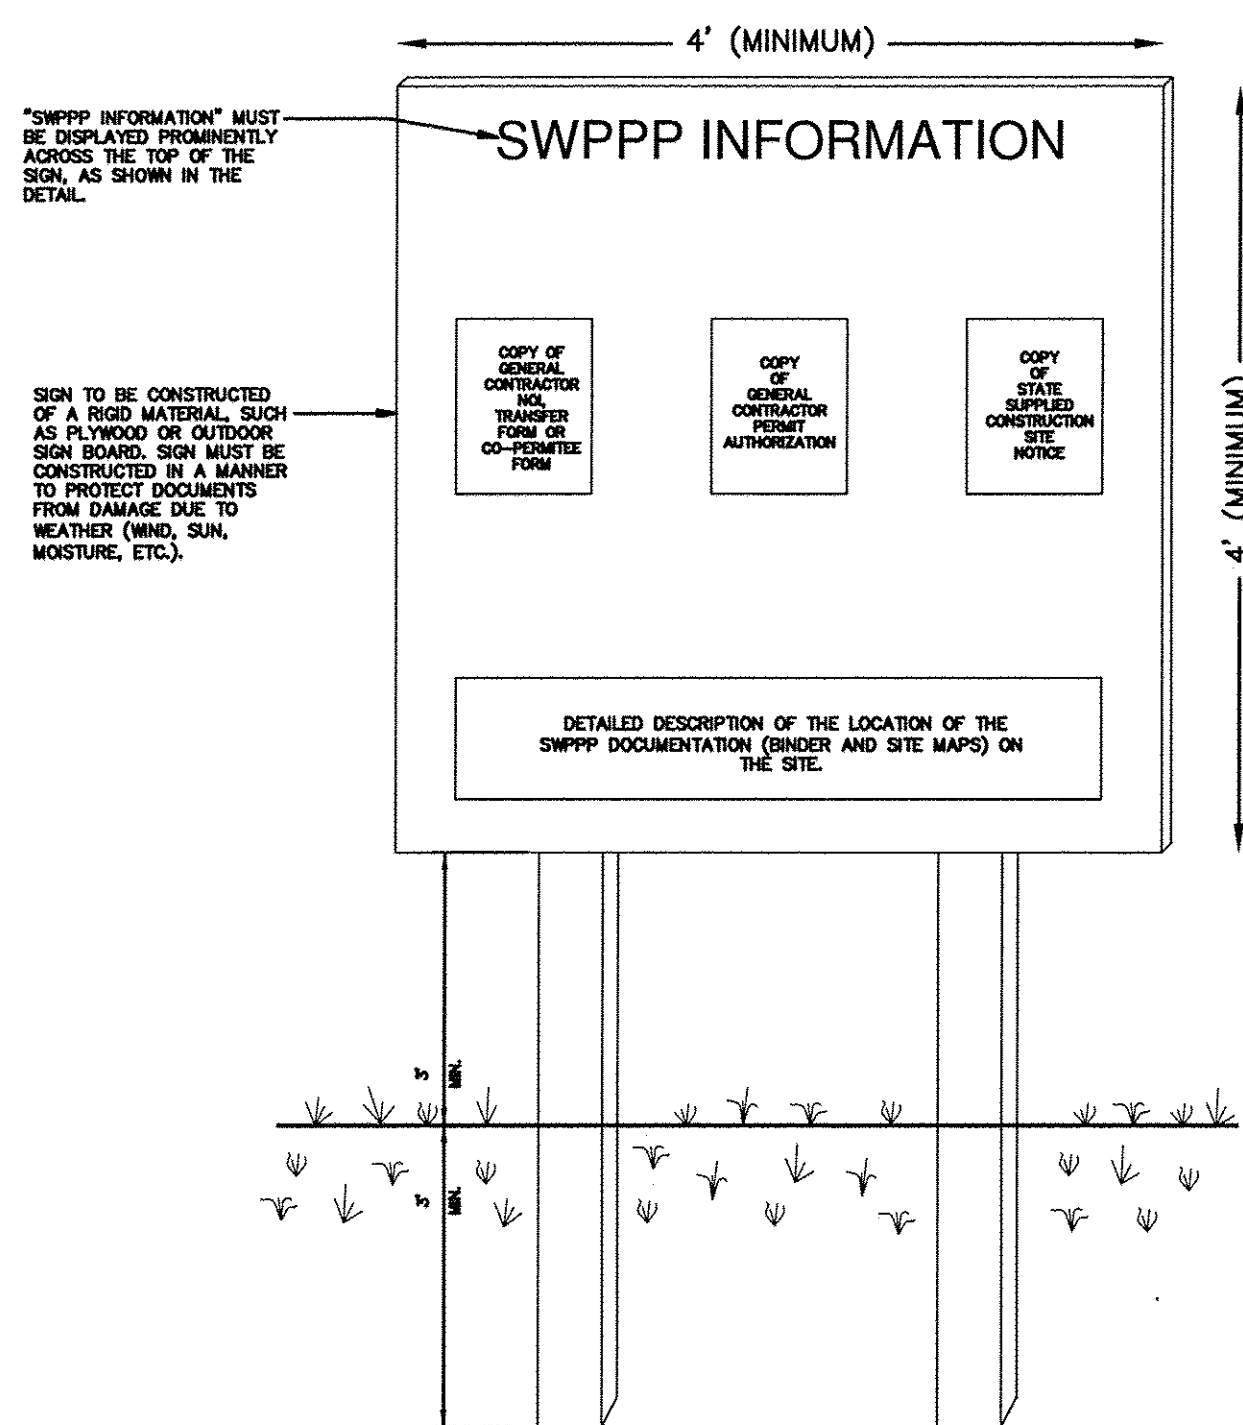 4' (MINIMUM)
"SWPPP INFORMATION" MUST
BE DISPLAYED PROMINENTLY
ACROSS THE TOP OF THE
SIGN, AS SHOWN IN THE
DETAIL.
SWPPP INFORMATION
SIGN TO BE CONSTRUCTED
OF A RIGID MATERIAL, SUCH
AS PLYWOOD OR OUTDOOR
SIGN BOARD. SIGN MUST BE
CONSTRUCTED IN A MANNER
TO PROTECT DOCUMENTS
FROM DAMAGE DUE TO
WEATHER (WIND, SUN,
MOISTURE, ETC.).
COPY OF
GENERAL
CONTRACTOR
NOI,
TRANSFER
FORM OR
CO-PERMITEE
FORM
COPY
OF
GENERAL
CONTRACTOR
PERMIT
AUTHORIZATION
COPY
OF
STATE
SUPPLIED
CONSTRUCTION
SITE
NOTICE
4' (MINIMUM)
DETAILED DESCRIPTION OF THE LOCATION OF THE
SWPPP DOCUMENTATION (BINDER AND SITE MAPS) ON
THE SITE.
3'
MIN.
3'
MIN.